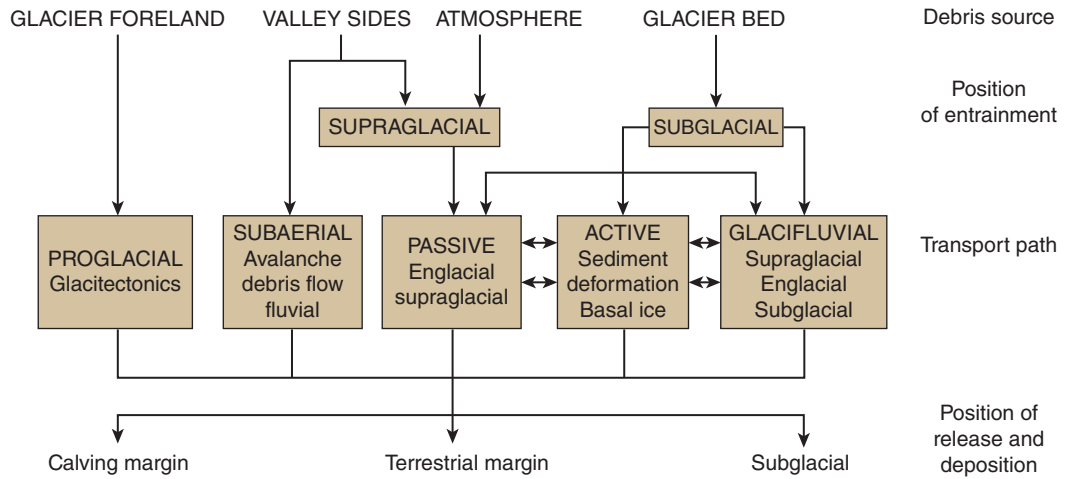 GLACIER FORELAND
VALLEY SIDES
ATMOSPHERE
GLACIER BED
Debris source
Position
of entrainment
SUPRAGLACIAL
SUBGLACIAL
PROGLACIAL
Glacitectonics
SUBAERIAL
Avalanche
debris flow
fluvial
PASSIVE
Englacial
supraglacial
ACTIVE
Sediment
deformation
Basal ice
GLACIFLUVIAL
Supraglacial
Englacial
Subglacial
Transport path
Calving margin
Terrestrial margin
Subglacial
Position of
release and
deposition